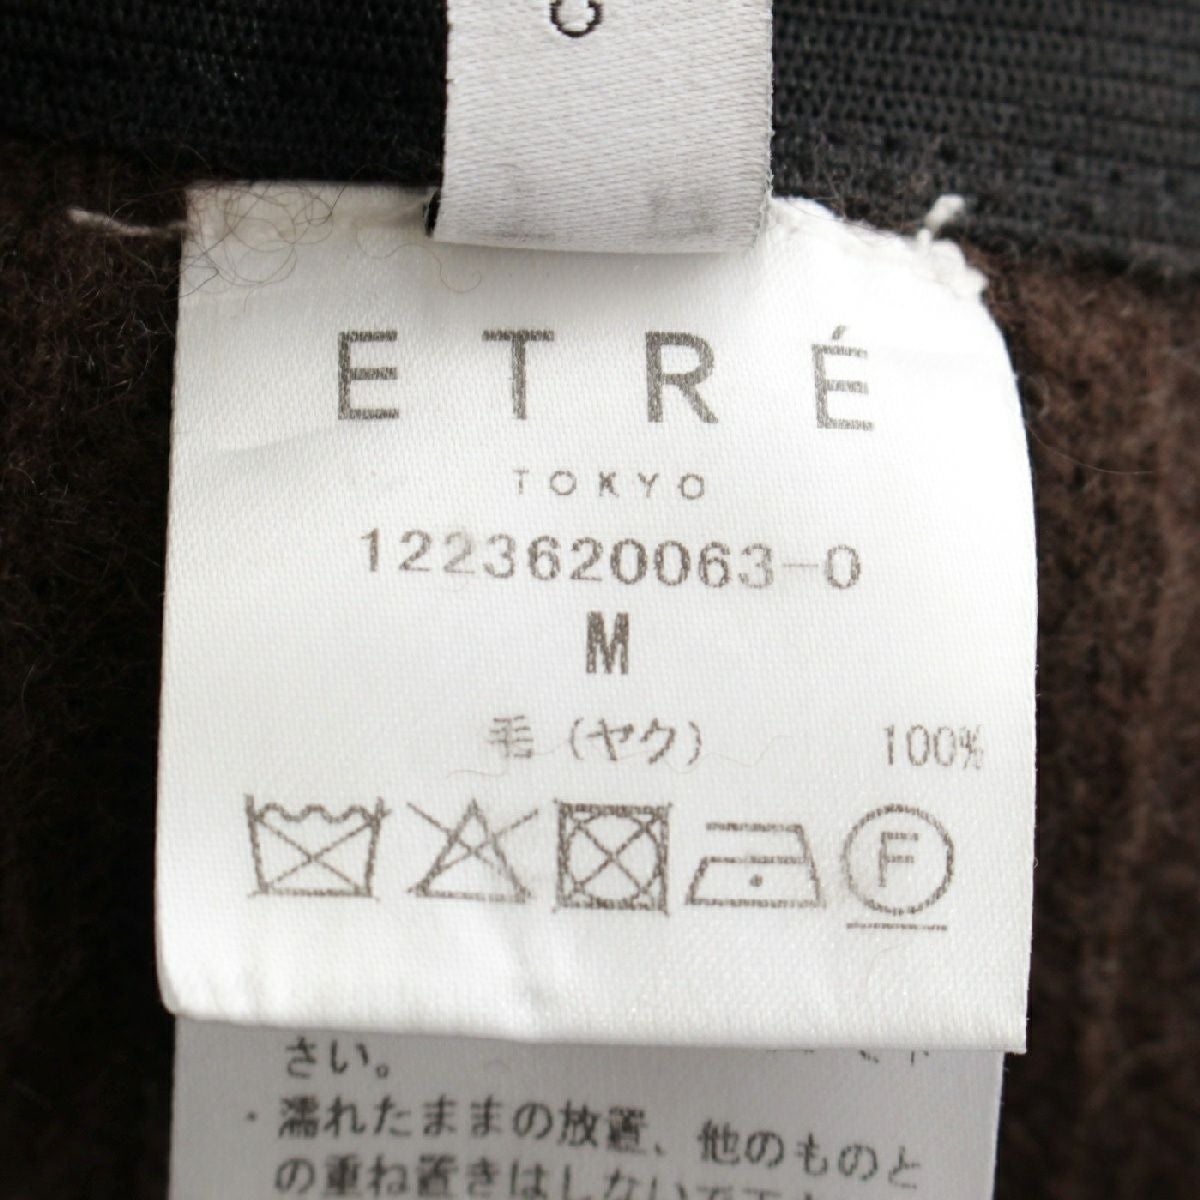 ETRÉ
TOKYO
1223620063-0
M
毛(ヤク) 100%
F
さい。
・濡れたままの放置、他のものと
の重ね置きはしないで